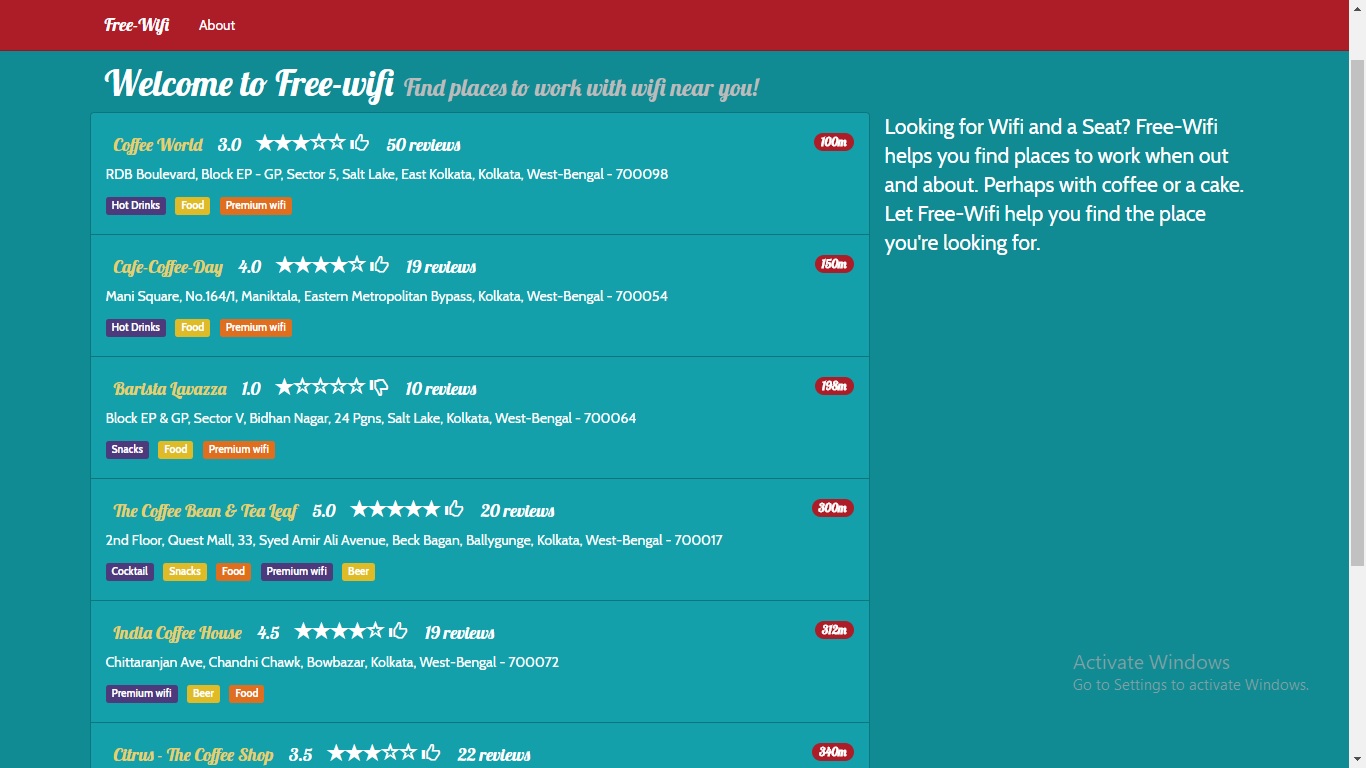 Free-Wifi About
Welcome to Free-wifi Find places to work with wifi near you!
Coffee World 3.0 50 reviews 100m
RDB Boulevard, Block EP - GP, Sector 5, Salt Lake, East Kolkata, Kolkata, West-Bengal - 700098
Hot Drinks Food Premium wifi
Cafe-Coffee-Day 4.0 19 reviews 150m
Mani Square, No.164/1, Maniktala, Eastern Metropolitan Bypass, Kolkata, West-Bengal - 700054
Hot Drinks Food Premium wifi
Barista Lavazza 1.0 10 reviews 198m
Block EP & GP, Sector V, Bidhan Nagar, 24 Pgns, Salt Lake, Kolkata, West-Bengal - 700064
Snacks Food Premium wifi
The Coffee Bean & Tea Leaf 5.0 20 reviews 300m
2nd Floor, Quest Mall, 33, Syed Amir Ali Avenue, Beck Bagan, Ballygunge, Kolkata, West-Bengal - 700017
Cocktail Snacks Food Premium wifi Beer
India Coffee House 4.5 19 reviews 312m
Chittaranjan Ave, Chandni Chawk, Bowbazar, Kolkata, West-Bengal - 700072
Premium wifi Beer Food
Citrus - The Coffee Shop 3.5 22 reviews 340m
Looking for Wifi and a Seat? Free-Wifi
helps you find places to work when out
and about. Perhaps with coffee or a cake.
Let Free-Wifi help you find the place
you're looking for.
Activate Windows
Go to Settings to activate Windows.